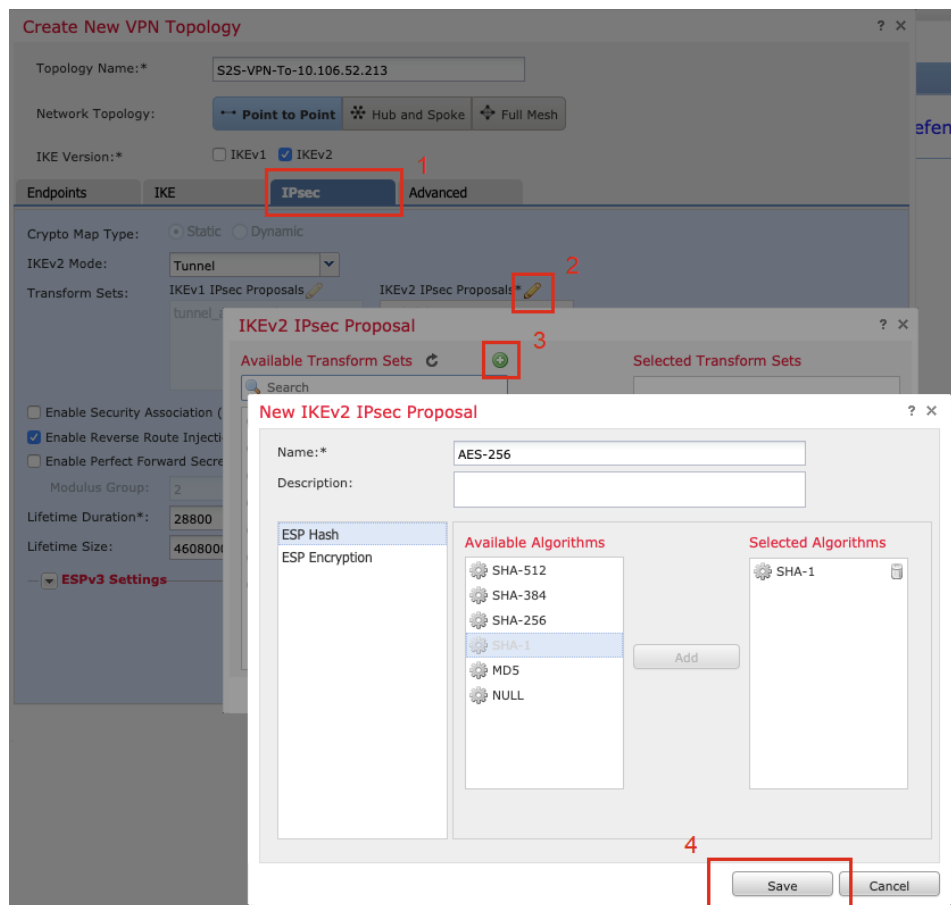 Create New VPN Topology ? ×
Topology Name:* S2S-VPN-To-10.106.52.213
Network Topology: Point to Point Hub and Spoke Full Mesh
efen
IKE Version:* IKEv1 IKEv2
1
Endpoints IKE IPsec Advanced
Crypto Map Type: Static Dynamic
IKEv2 Mode: Tunnel
2
Transform Sets: IKEv1 IPsec Proposals IKEv2 IPsec Proposals*
tunnel_a
IKEv2 IPsec Proposal ? ×
3
Available Transform Sets Selected Transform Sets
Search
Enable Security Association (
Enable Reverse Route Injecti
Enable Perfect Forward Secre
Modulus Group: 2
Lifetime Duration*: 28800
Lifetime Size: 4608000
ESPv3 Settings
New IKEv2 IPsec Proposal ? ×
Name:* AES-256
Description:
ESP Hash
ESP Encryption
Available Algorithms
SHA-512
SHA-384
SHA-256
SHA-1
MD5
NULL
Add
Selected Algorithms
SHA-1
4
Save Cancel